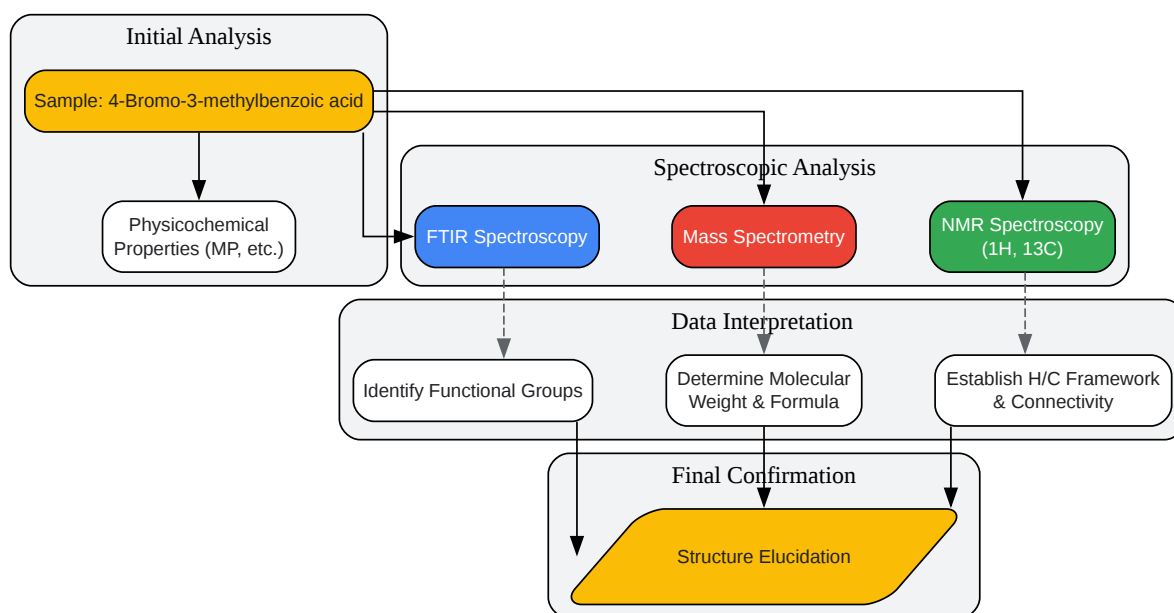 Initial Analysis
Sample: 4-Bromo-3-methylbenzoic acid
Physicochemical
Properties (MP, etc.)
Spectroscopic Analysis
FTIR Spectroscopy
Mass Spectrometry
NMR Spectroscopy
(1H, 13C)
Data Interpretation
Identify Functional Groups
Determine Molecular
Weight & Formula
Establish H/C Framework
& Connectivity
Final Confirmation
Structure Elucidation